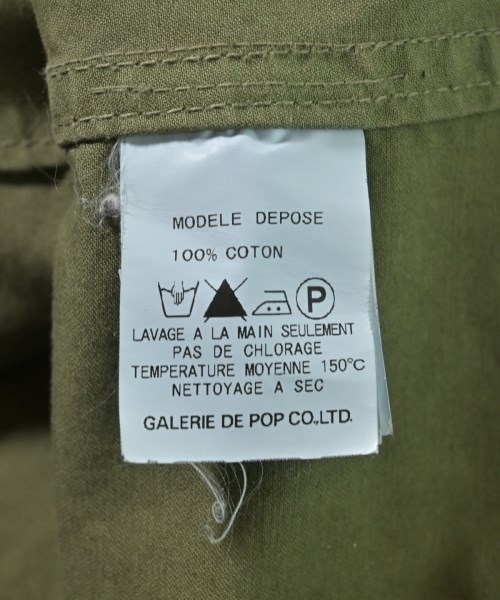 MODELE DEPOSE
100% COTON
P
LAVAGE A LA MAIN SEULEMENT
PAS DE CHLORAGE
TEMPERATURE MOYENNE 150°C
NETTOYAGE A SEC
GALERIE DE POP CO.,LTD.